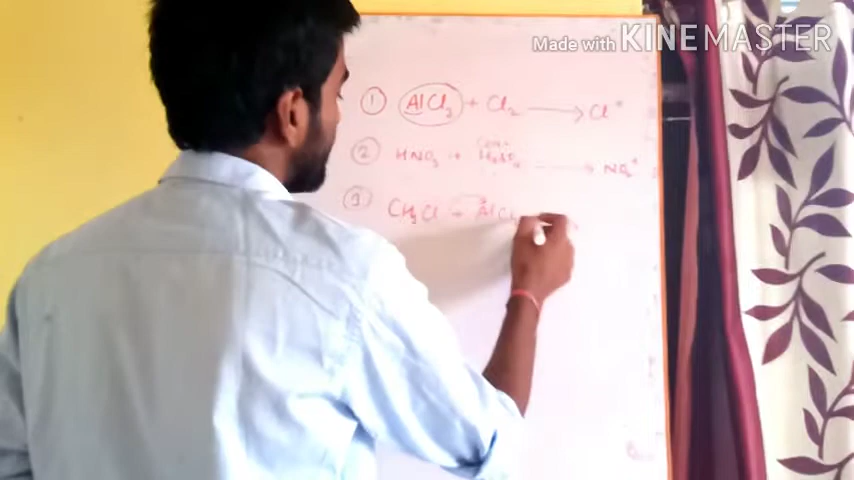 Made with KINEMASTER
① AlCl3 + Cl2 ⟶ Cl+
② HNO3 + H2SO4 ⟶ NO2+
③ CH3Cl + AlCl3